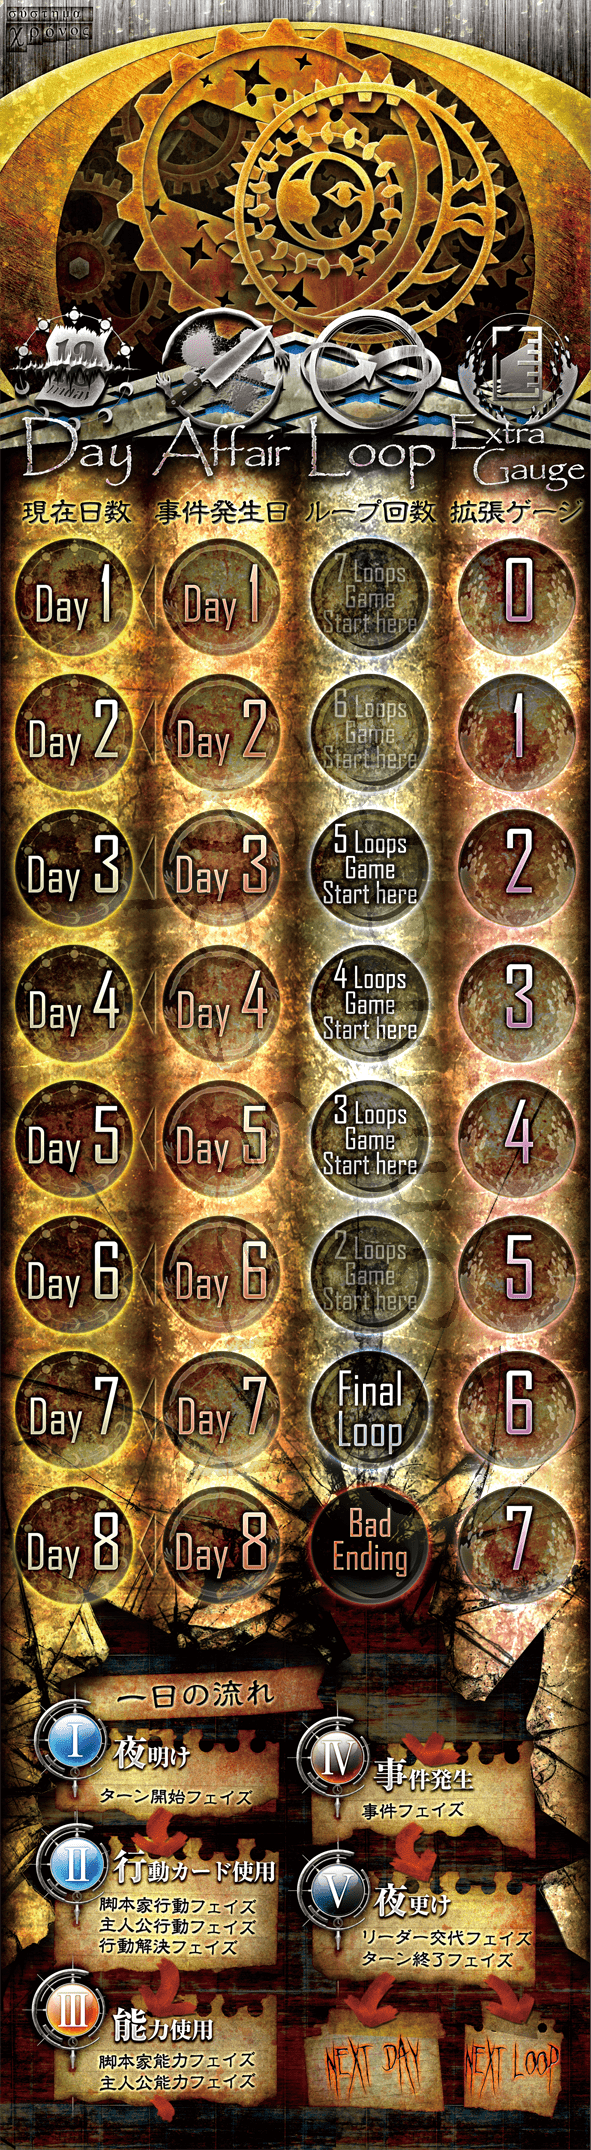 σύστημα
χρόνος
Day Affair Loop Extra Gauge
現在日数 事件発生日 ループ回数 拡張ゲージ
Day 1 Day 1 7 Loops Game Start here 0
Day 2 Day 2 6 Loops Game Start here 1
Day 3 Day 3 5 Loops Game Start here 2
Day 4 Day 4 4 Loops Game Start here 3
Day 5 Day 5 3 Loops Game Start here 4
Day 6 Day 6 2 Loops Game Start here 5
Day 7 Day 7 Final Loop 6
Day 8 Day 8 Bad Ending 7
一日の流れ
I 夜明け
ターン開始フェイズ
II 行動カード使用
脚本家行動フェイズ
主人公行動フェイズ
行動解決フェイズ
III 能力使用
脚本家能力フェイズ
主人公能力フェイズ
IV 事件発生
事件フェイズ
V 夜更け
リーダー交代フェイズ
ターン終了フェイズ
NEXT DAY
NEXT LOOP